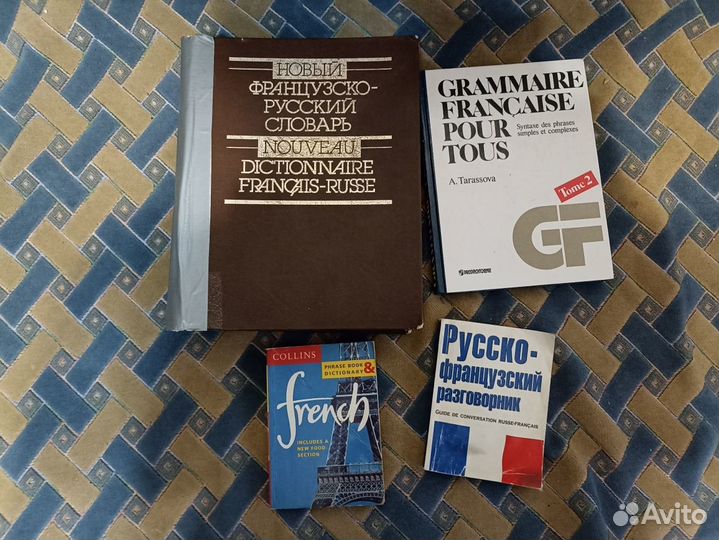 НОВЫЙ
ФРАНЦУЗСКО-
РУССКИЙ
СЛОВАРЬ
NOUVEAU
DICTIONNAIRE
FRANÇAIS-RUSSE
GRAMMAIRE
FRANÇAISE
POUR
TOUS
Syntaxe des phrases
simples et complexes
A. Tarassova
Tome 2
GF
COLLINS
PHRASE BOOK &
DICTIONARY
french
INCLUDES A
NEW FOOD
SECTION
Русско-
французский
разговорник
GUIDE DE CONVERSATION RUSSE-FRANÇAIS
Avito